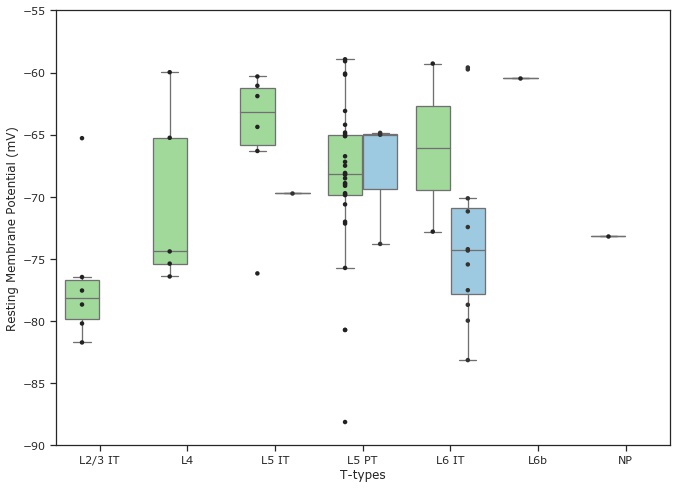 −55
−60
−65
−70
−75
−80
−85
−90
Resting Membrane Potential (mV)
L2/3 IT
L4
L5 IT
L5 PT
L6 IT
L6b
NP
T-types